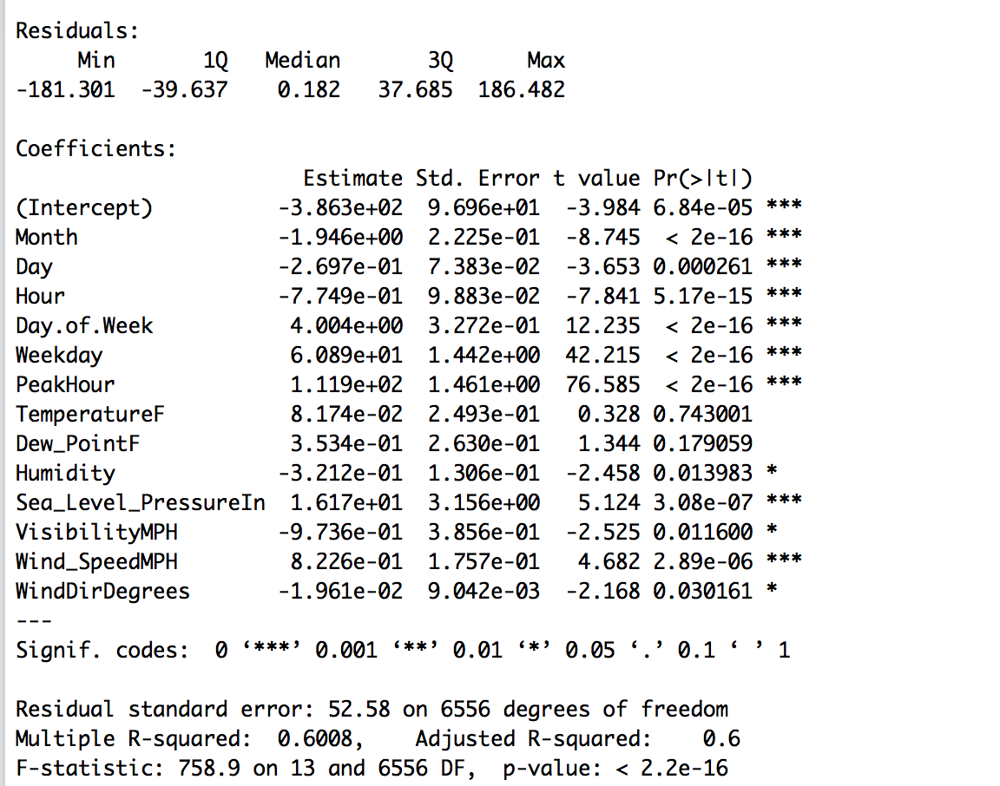 Residuals:
     Min       1Q   Median       3Q      Max
-181.301  -39.637    0.182   37.685  186.482
Coefficients:
                       Estimate Std. Error t value Pr(>|t|)
(Intercept)          -3.863e+02  9.696e+01  -3.984 6.84e-05 ***
Month                -1.946e+00  2.225e-01  -8.745  < 2e-16 ***
Day                  -2.697e-01  7.383e-02  -3.653 0.000261 ***
Hour                 -7.749e-01  9.883e-02  -7.841 5.17e-15 ***
Day.of.Week           4.004e+00  3.272e-01  12.235  < 2e-16 ***
Weekday               6.089e+01  1.442e+00  42.215  < 2e-16 ***
PeakHour              1.119e+02  1.461e+00  76.585  < 2e-16 ***
TemperatureF          8.174e-02  2.493e-01   0.328 0.743001
Dew_PointF            3.534e-01  2.630e-01   1.344 0.179059
Humidity             -3.212e-01  1.306e-01  -2.458 0.013983 *
Sea_Level_PressureIn  1.617e+01  3.156e+00   5.124 3.08e-07 ***
VisibilityMPH        -9.736e-01  3.856e-01  -2.525 0.011600 *
Wind_SpeedMPH         8.226e-01  1.757e-01   4.682 2.89e-06 ***
WindDirDegrees       -1.961e-02  9.042e-03  -2.168 0.030161 *
---
Signif. codes:  0 ‘***’ 0.001 ‘**’ 0.01 ‘*’ 0.05 ‘.’ 0.1 ‘ ’ 1
Residual standard error: 52.58 on 6556 degrees of freedom
Multiple R-squared:  0.6008,    Adjusted R-squared:    0.6
F-statistic: 758.9 on 13 and 6556 DF,  p-value: < 2.2e-16